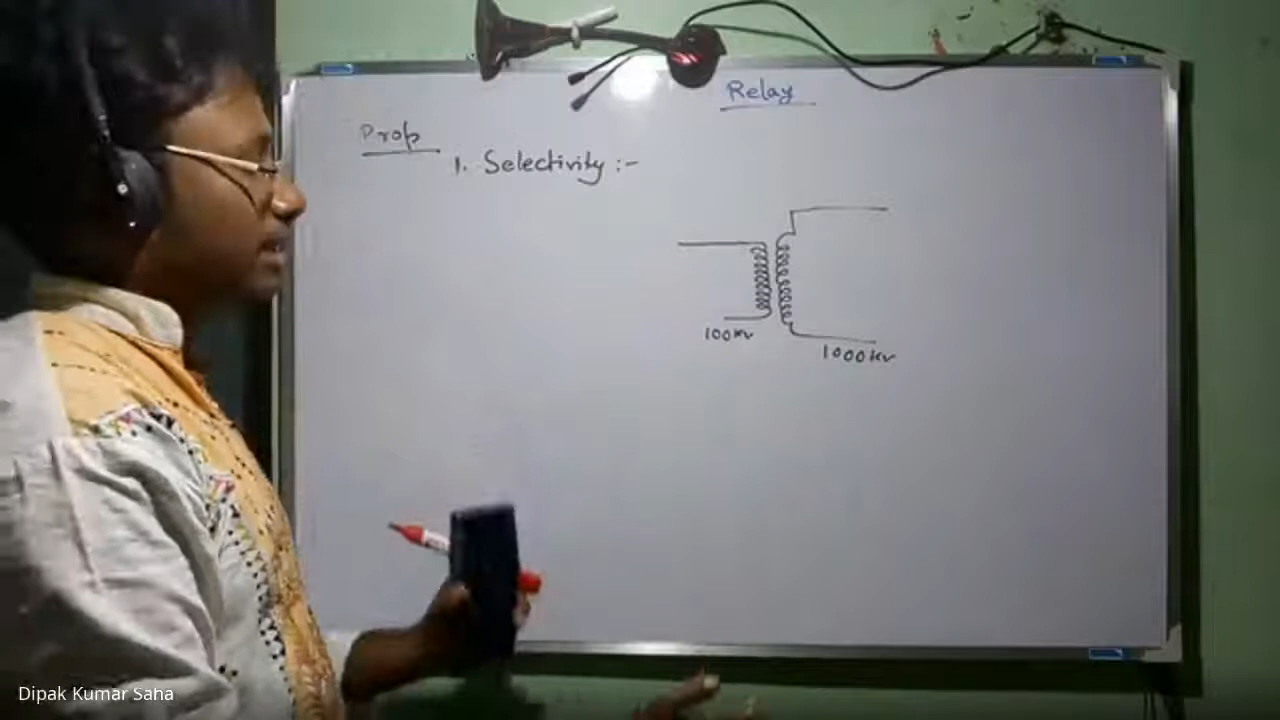 Relay
Prop
1. Selectivity :-
100Kv
1000Kv
Dipak Kumar Saha